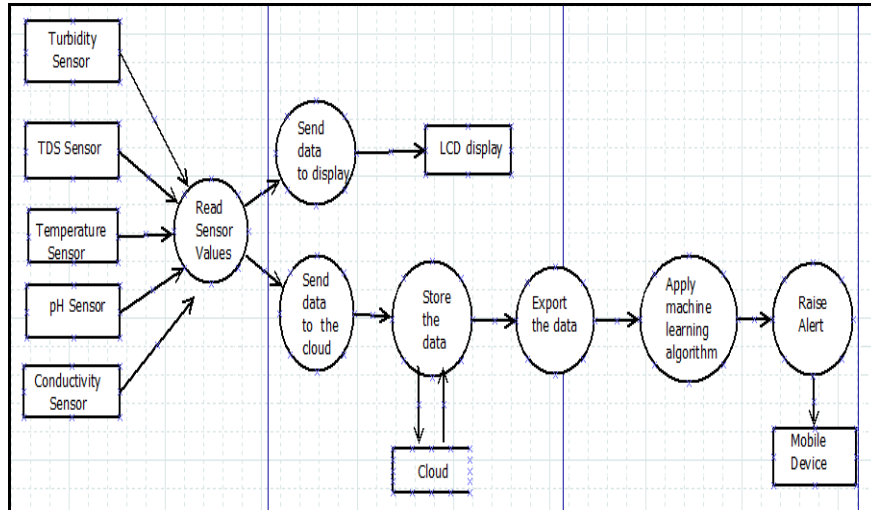 Turbidity
Sensor
TDS Sensor
Temperature
Sensor
pH Sensor
Conductivity
Sensor
Read
Sensor
Values
Send
data
to display
LCD display
Send
data
to the
cloud
Store
the
data
Cloud
Export
the data
Apply
machine
learning
algorithm
Raise
Alert
Mobile
Device